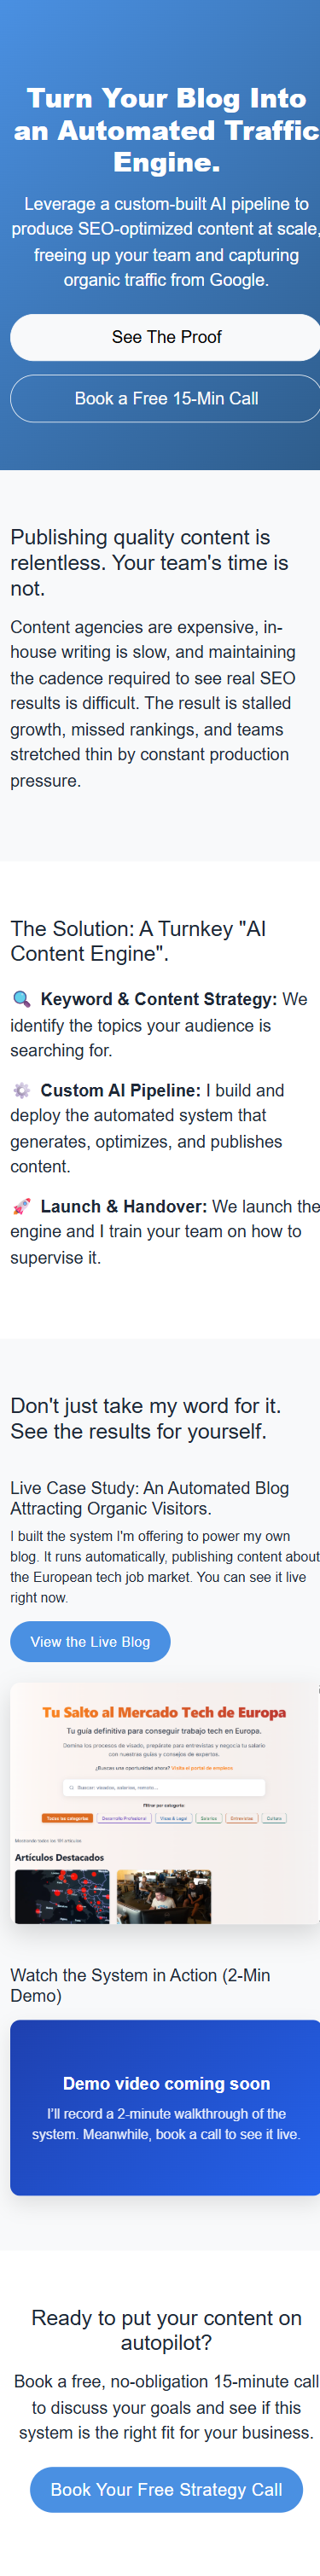 Turn Your Blog Into
an Automated Traffic
Engine.
Leverage a custom-built AI pipeline to
produce SEO-optimized content at scale,
freeing up your team and capturing
organic traffic from Google.
See The Proof
Book a Free 15-Min Call
Publishing quality content is
relentless. Your team's time is
not.
Content agencies are expensive, in-
house writing is slow, and maintaining
the cadence required to see real SEO
results is difficult. The result is stalled
growth, missed rankings, and teams
stretched thin by constant production
pressure.
The Solution: A Turnkey "AI
Content Engine".
Keyword & Content Strategy: We
identify the topics your audience is
searching for.
Custom AI Pipeline: I build and
deploy the automated system that
generates, optimizes, and publishes
content.
Launch & Handover: We launch the
engine and I train your team on how to
supervise it.
Don't just take my word for it.
See the results for yourself.
Live Case Study: An Automated Blog
Attracting Organic Visitors.
I built the system I'm offering to power my own
blog. It runs automatically, publishing content about
the European tech job market. You can see it live
right now.
View the Live Blog
Tu Salto al Mercado Tech de Europa
Tu guía definitiva para conseguir trabajo tech en Europa.
Domina los procesos de visado, prepárate para entrevistas y negocia tu salario
con nuestras guías y consejos de expertos.
¿Buscas una oportunidad ahora? Visita el portal de empleos
Buscar: visados, salarios, remoto...
Filtrar por categoría:
Todas las categorías Desarrollo Profesional Visas & Legal Salarios Entrevistas Cultura
Artículos Destacados
Watch the System in Action (2-Min
Demo)
Demo video coming soon
I'll record a 2-minute walkthrough of the
system. Meanwhile, book a call to see it live.
Ready to put your content on
autopilot?
Book a free, no-obligation 15-minute call
to discuss your goals and see if this
system is the right fit for your business.
Book Your Free Strategy Call